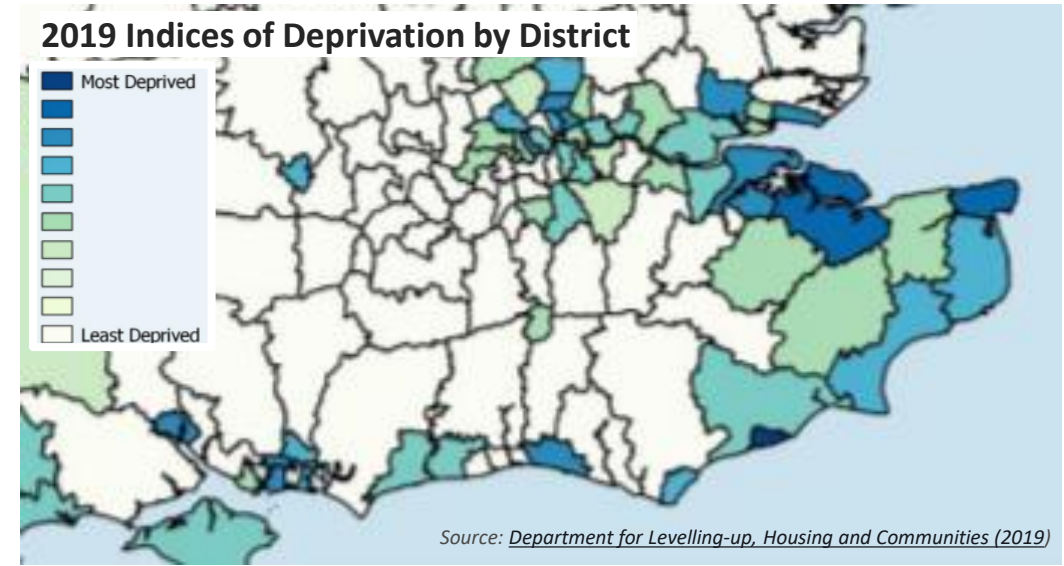 2019 Indices of Deprivation by District
Most Deprived
Least Deprived
Source: Department for Levelling-up, Housing and Communities (2019)